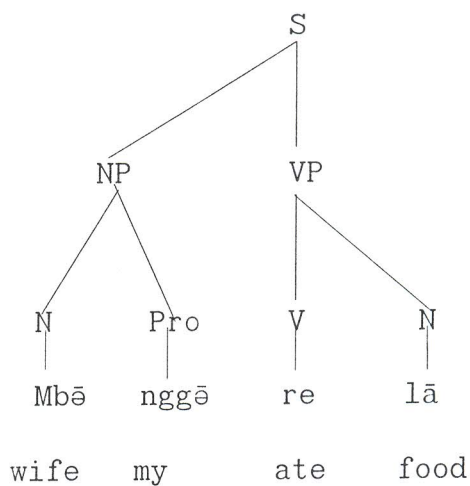 S
NP VP
N Pro V N
Mbə̄ nggə̄ re lā
wife my ate food